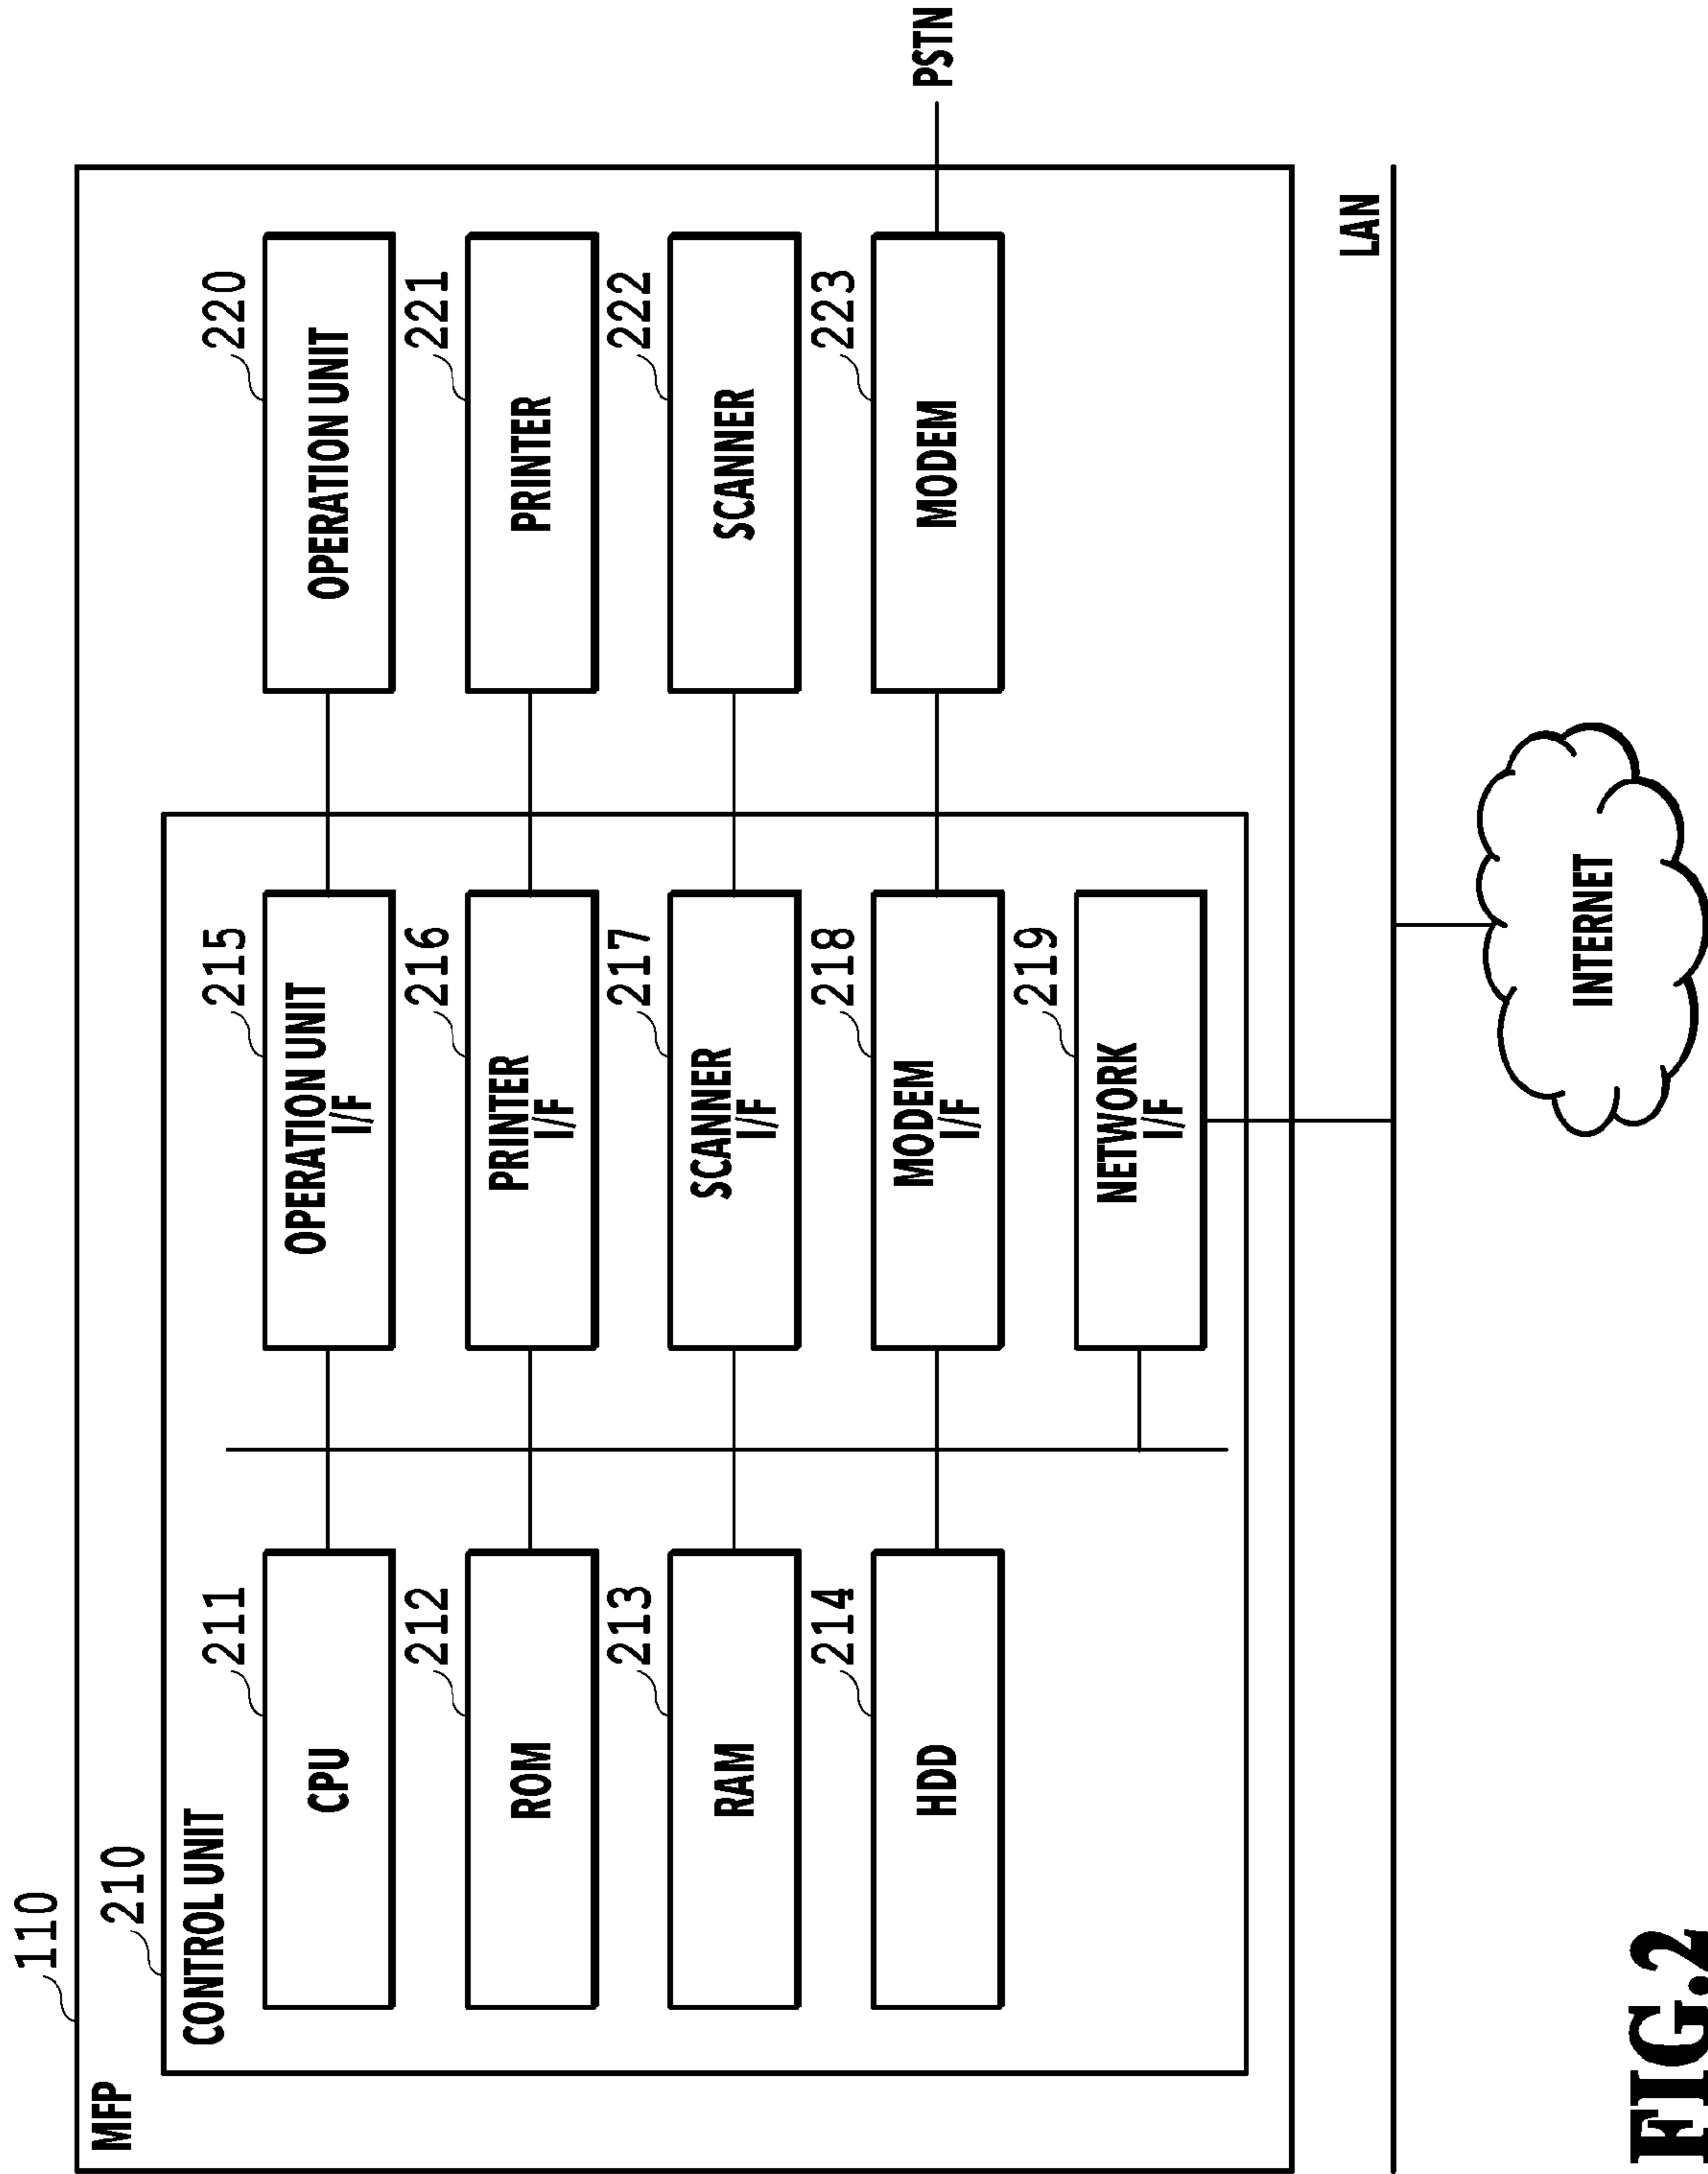 110
MFP
210
CONTROL UNIT
211
CPU
215
OPERATION UNIT
I/F
220
OPERATION UNIT
212
ROM
216
PRINTER
I/F
221
PRINTER
213
RAM
217
SCANNER
I/F
222
SCANNER
214
HDD
218
MODEM
I/F
223
MODEM
PSTN
219
NETWORK
I/F
LAN
INTERNET
FIG.2